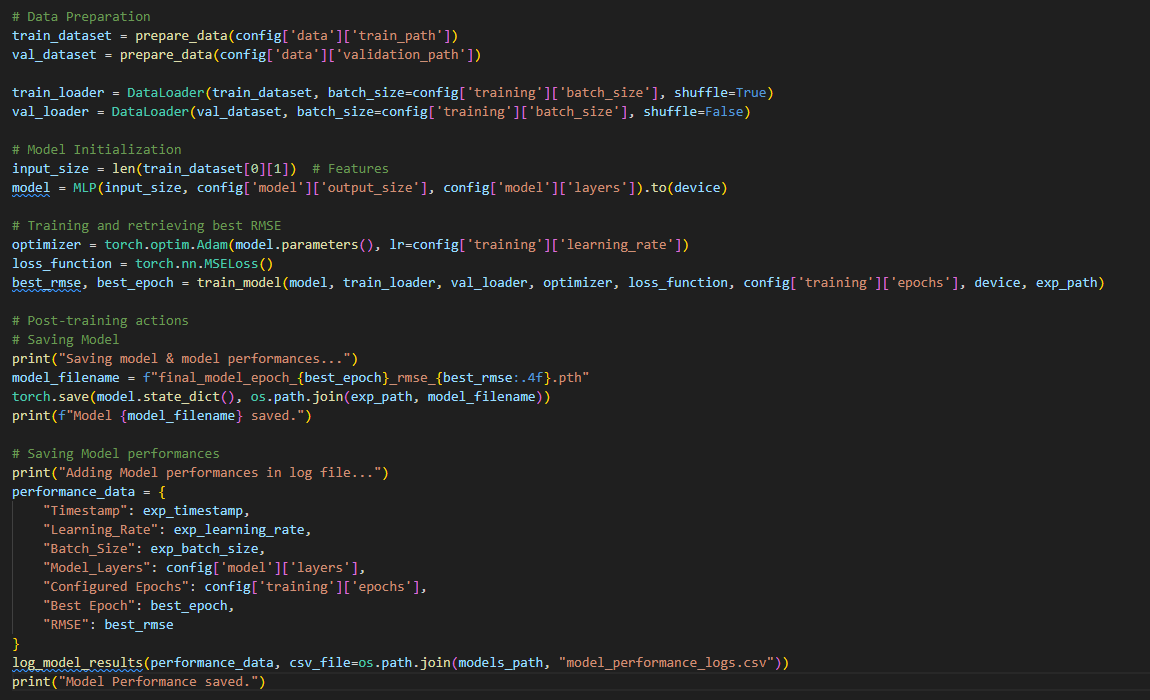 # Data Preparation
train_dataset = prepare_data(config['data']['train_path'])
val_dataset = prepare_data(config['data']['validation_path'])

train_loader = DataLoader(train_dataset, batch_size=config['training']['batch_size'], shuffle=True)
val_loader = DataLoader(val_dataset, batch_size=config['training']['batch_size'], shuffle=False)

# Model Initialization
input_size = len(train_dataset[0][1])  # Features
model = MLP(input_size, config['model']['output_size'], config['model']['layers']).to(device)

# Training and retrieving best RMSE
optimizer = torch.optim.Adam(model.parameters(), lr=config['training']['learning_rate'])
loss_function = torch.nn.MSELoss()
best_rmse, best_epoch = train_model(model, train_loader, val_loader, optimizer, loss_function, config['training']['epochs'], device, exp_path)

# Post-training actions
# Saving Model
print("Saving model & model performances...")
model_filename = f"final_model_epoch_{best_epoch}_rmse_{best_rmse:.4f}.pth"
torch.save(model.state_dict(), os.path.join(exp_path, model_filename))
print(f"Model {model_filename} saved.")

# Saving Model performances
print("Adding Model performances in log file...")
performance_data = {
    "Timestamp": exp_timestamp,
    "Learning_Rate": exp_learning_rate,
    "Batch_Size": exp_batch_size,
    "Model_Layers": config['model']['layers'],
    "Configured Epochs": config['training']['epochs'],
    "Best Epoch": best_epoch,
    "RMSE": best_rmse
}
log_model_results(performance_data, csv_file=os.path.join(models_path, "model_performance_logs.csv"))
print("Model Performance saved.")